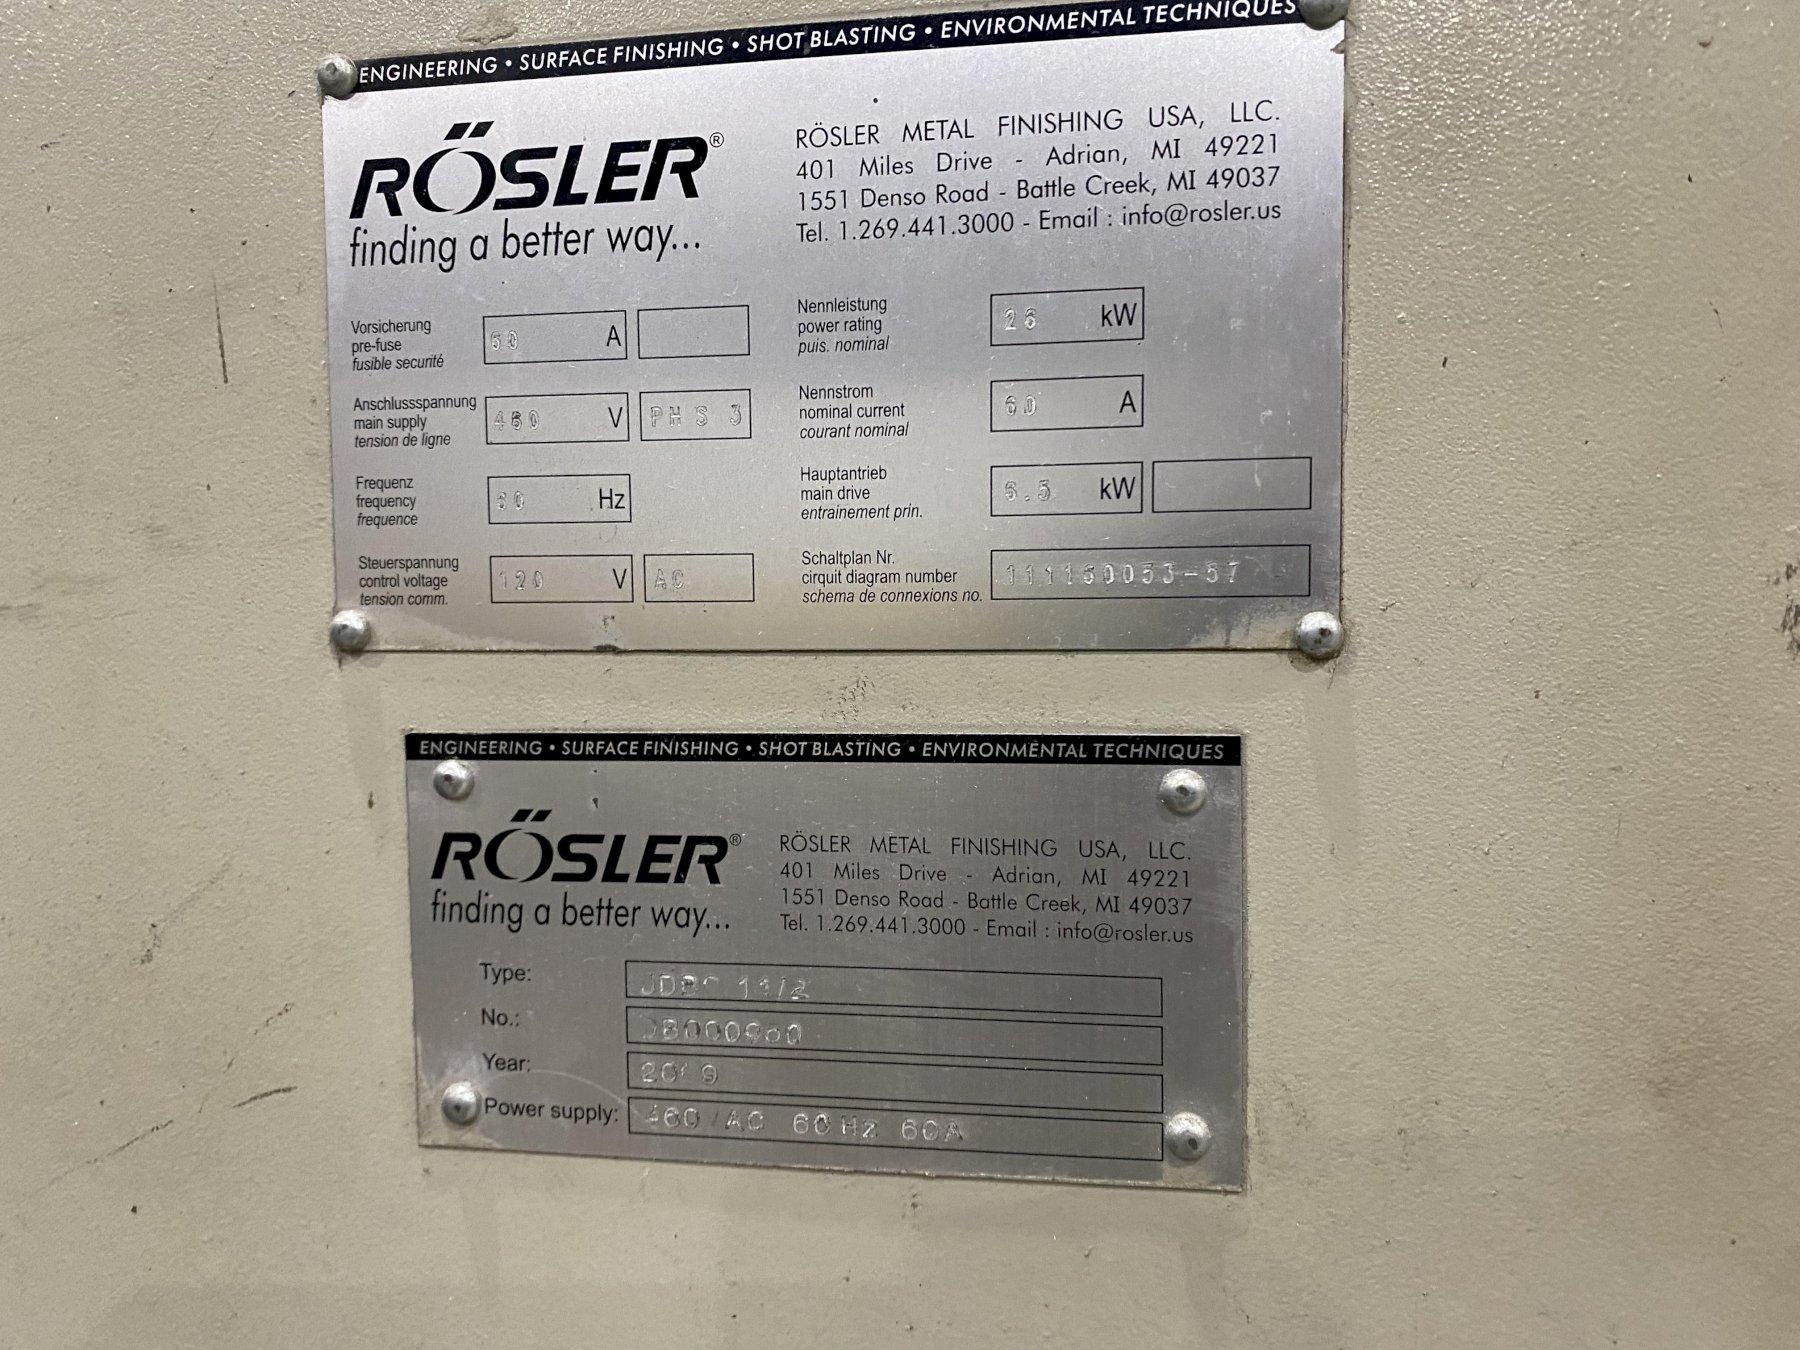 ENGINEERING • SURFACE FINISHING • SHOT BLASTING • ENVIRONMENTAL TECHNIQUES
RÖSLER®
finding a better way...
RÖSLER METAL FINISHING USA, LLC.
401 Miles Drive - Adrian, MI 49221
1551 Denso Road - Battle Creek, MI 49037
Tel. 1.269.441.3000 - Email : info@rosler.us
Vorsicherung
pre-fuse
fusible securité
A
Anschlussspannung
main supply
tension de ligne
460 V PHS 3
Frequenz
frequency
frequence
60 Hz
Steuerspannung
control voltage
tension comm.
120 V AC
Nennleistung
power rating
puis. nominal
26 kW
Nennstrom
nominal current
courant nominal
60 A
Hauptantrieb
main drive
entrainement prin.
kW
Schaltplan Nr.
cirquit diagram number
schema de connexions no.
ENGINEERING • SURFACE FINISHING • SHOT BLASTING • ENVIRONMENTAL TECHNIQUES
RÖSLER®
finding a better way...
RÖSLER METAL FINISHING USA, LLC.
401 Miles Drive - Adrian, MI 49221
1551 Denso Road - Battle Creek, MI 49037
Tel. 1.269.441.3000 - Email : info@rosler.us
Type:
No.:
Year:
Power supply: 60Hz 60A